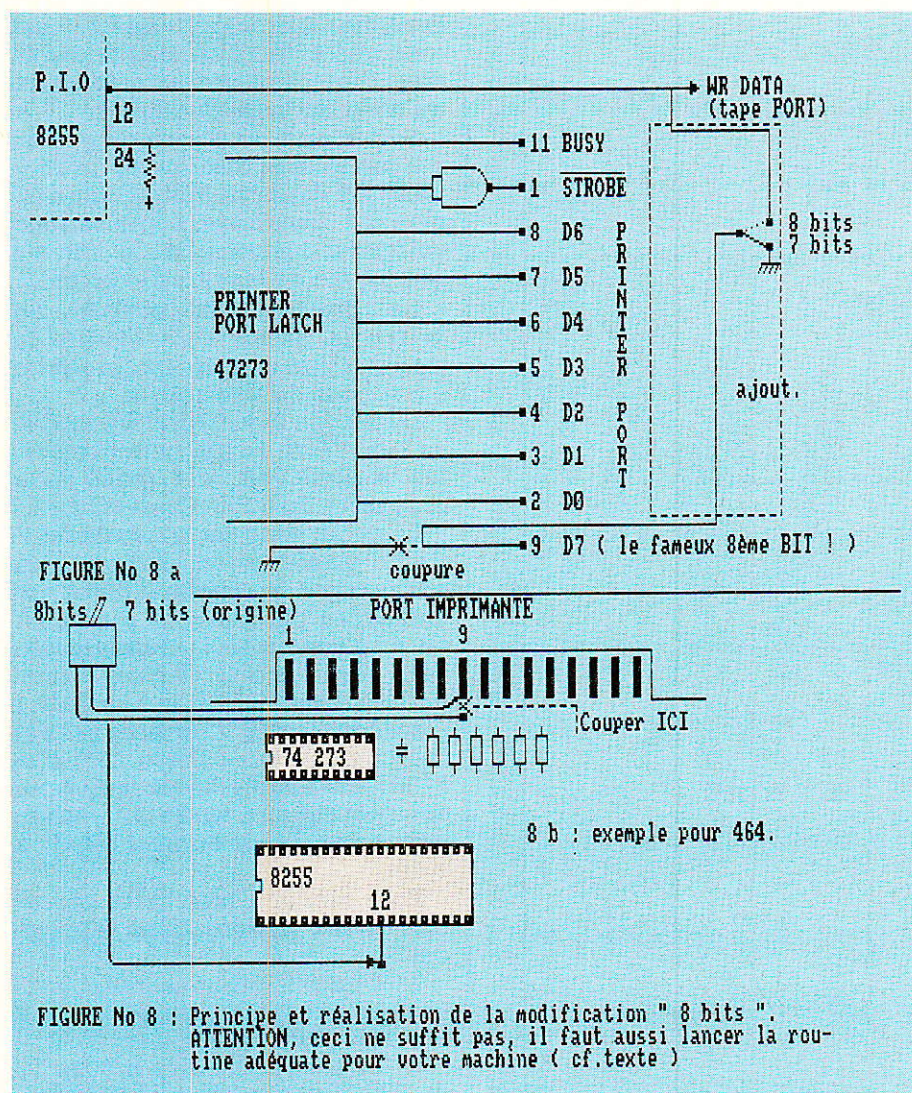 P.I.O
12
8255
24
WR DATA
(tape PORT)
11 BUSY
1 STROBE
8 D6
7 D5
6 D4
5 D3
4 D2
3 D1
2 D0
PRINTER PORT
8 bits
7 bits
PRINTER
PORT LATCH
47273
ajout.
9 D7 ( le fameux 8ème BIT ! )
coupure
FIGURE No 8 a
8bits// 7 bits (origine)
PORT IMPRIMANTE
1
9
Couper ICI
74 273
8 b : exemple pour 464.
8255
12
FIGURE No 8 : Principe et réalisation de la modification " 8 bits ".
ATTENTION, ceci ne suffit pas, il faut aussi lancer la rou-
tine adéquate pour votre machine ( cf.texte )